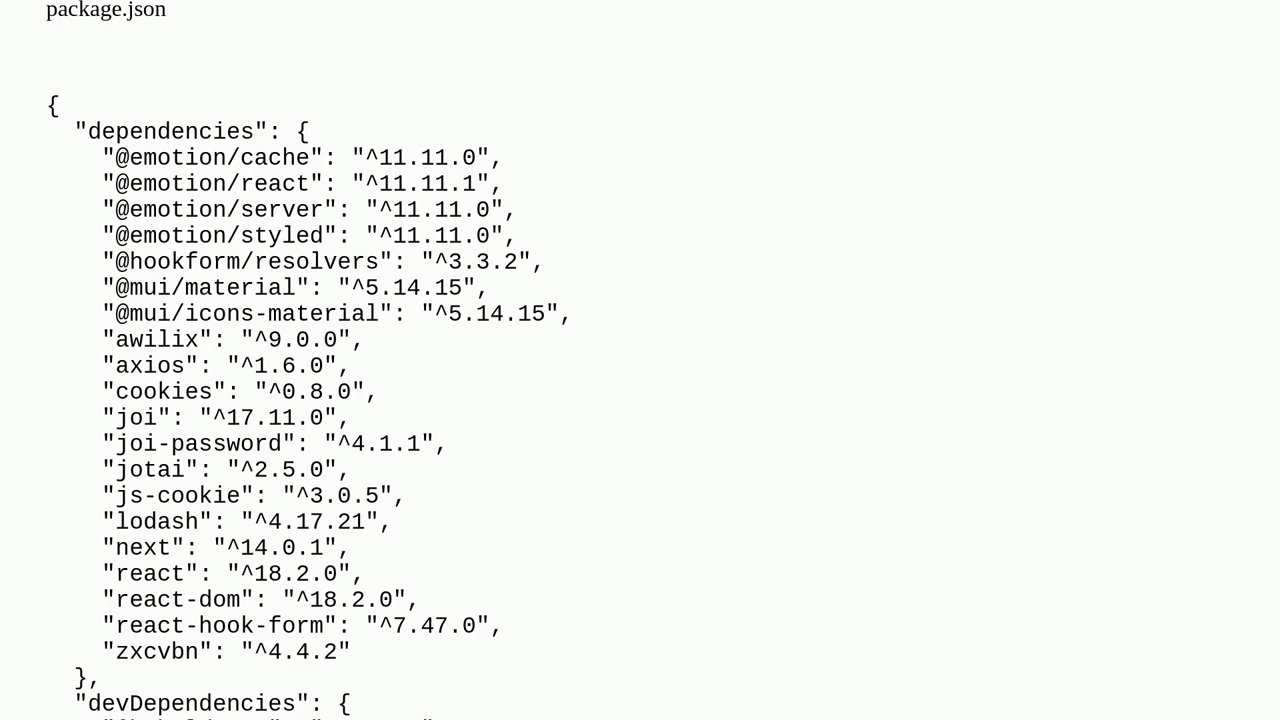 package.json
{
"dependencies": {
"@emotion/cache": "^11.11.0",
"@emotion/react": "^11.11.1",
"@emotion/server": "^11.11.0",
"@emotion/styled": "^11.11.0",
"@hookform/resolvers": "^3.3.2",
"@mui/material": "^5.14.15",
"@mui/icons-material": "^5.14.15",
"awilix": "^9.0.0",
"axios": "^1.6.0",
"cookies": "^0.8.0",
"joi": "^17.11.0",
"joi-password": "^4.1.1",
"jotai": "^2.5.0",
"js-cookie": "^3.0.5",
"lodash": "^4.17.21",
"next": "^14.0.1",
"react": "^18.2.0",
"react-dom": "^18.2.0",
"react-hook-form": "^7.47.0",
"zxcvbn": "^4.4.2"
},
"devDependencies": {